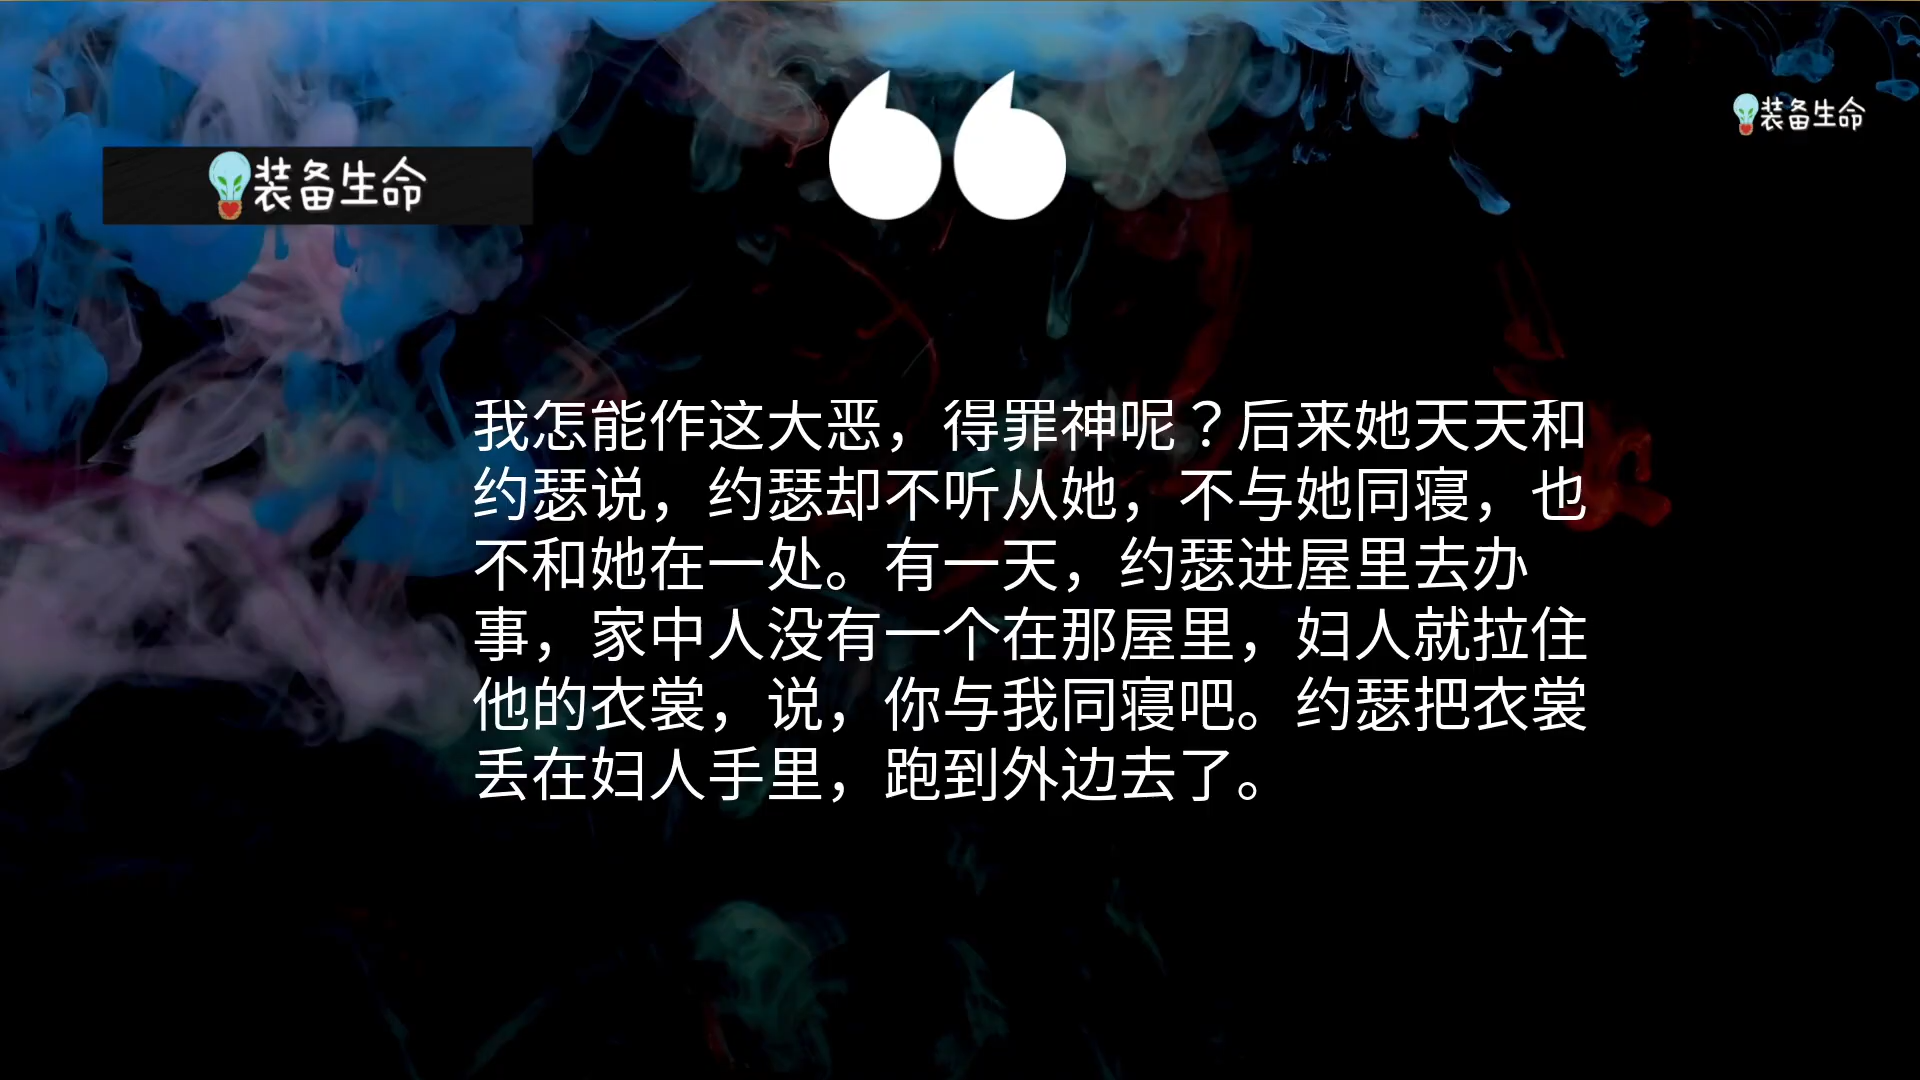 装备生命
装备生命
我怎能作这大恶，得罪神呢？后来她天天和
约瑟说，约瑟却不听从她，不与她同寝，也
不和她在一处。有一天，约瑟进屋里去办
事，家中人没有一个在那屋里，妇人就拉住
他的衣裳，说，你与我同寝吧。约瑟把衣裳
丢在妇人手里，跑到外边去了。